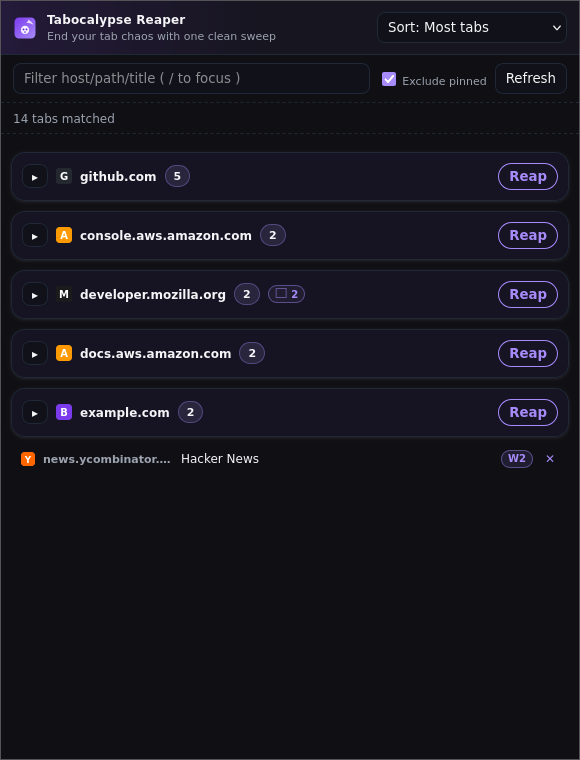 Tabocalypse Reaper
End your tab chaos with one clean sweep
Sort: Most tabs
Filter host/path/title ( / to focus )
Exclude pinned
Refresh
14 tabs matched
G github.com 5 Reap
A console.aws.amazon.com 2 Reap
M developer.mozilla.org 2 2 Reap
A docs.aws.amazon.com 2 Reap
B example.com 2 Reap
Y news.ycombinator.… Hacker News W2 ✕